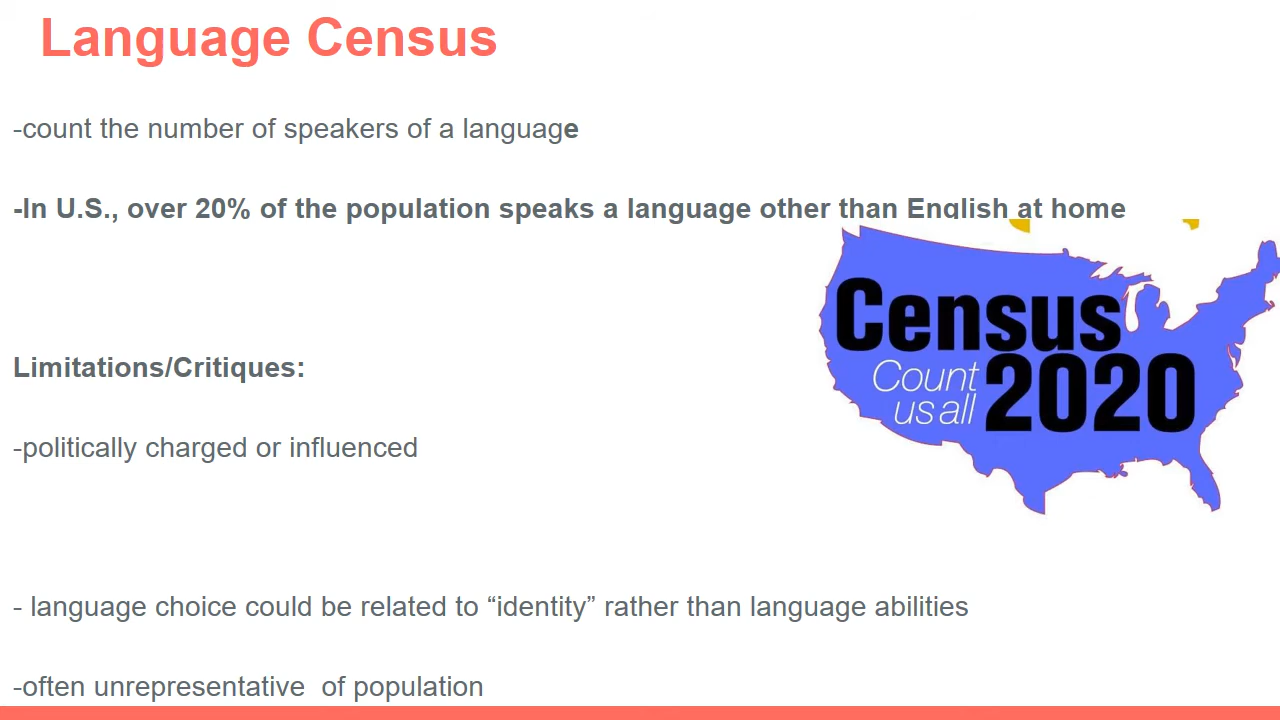 Language Census
-count the number of speakers of a language
-In U.S., over 20% of the population speaks a language other than English at home
Census
Count
us all
2020
Limitations/Critiques:
-politically charged or influenced
- language choice could be related to “identity” rather than language abilities
-often unrepresentative  of population